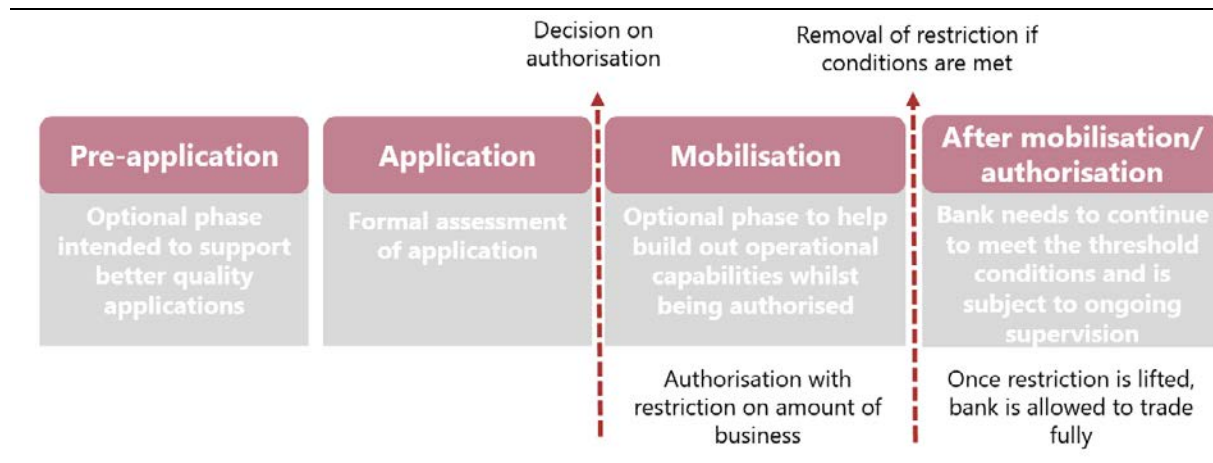 Decision on
authorisation
Removal of restriction if
conditions are met
Pre-application
Application
Mobilisation
After mobilisation/
authorisation
Optional phase
intended to support
better quality
applications
Formal assessment
of application
Optional phase to help
build out operational
capabilities whilst
being authorised
Bank needs to continue
to meet the threshold
conditions and is
subject to ongoing
supervision
Authorisation with
restriction on amount of
business
Once restriction is lifted,
bank is allowed to trade
fully